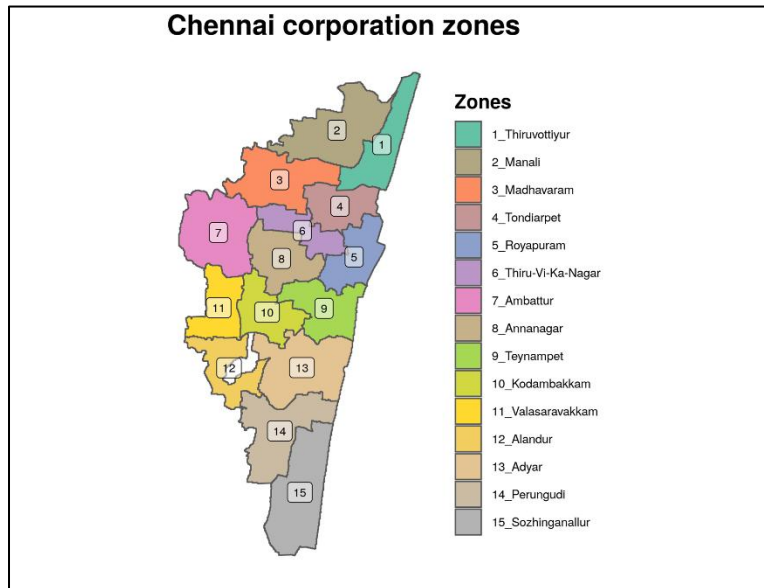 Chennai corporation zones
Zones
1_Thiruvottiyur
2_Manali
3_Madhavaram
4_Tondiarpet
5_Royapuram
6_Thiru-Vi-Ka-Nagar
7_Ambattur
8_Annanagar
9_Teynampet
10_Kodambakkam
11_Valasaravakkam
12_Alandur
13_Adyar
14_Perungudi
15_Sozhinganallur
2
1
3
4
6
7
5
8
11
10
9
12
13
14
15